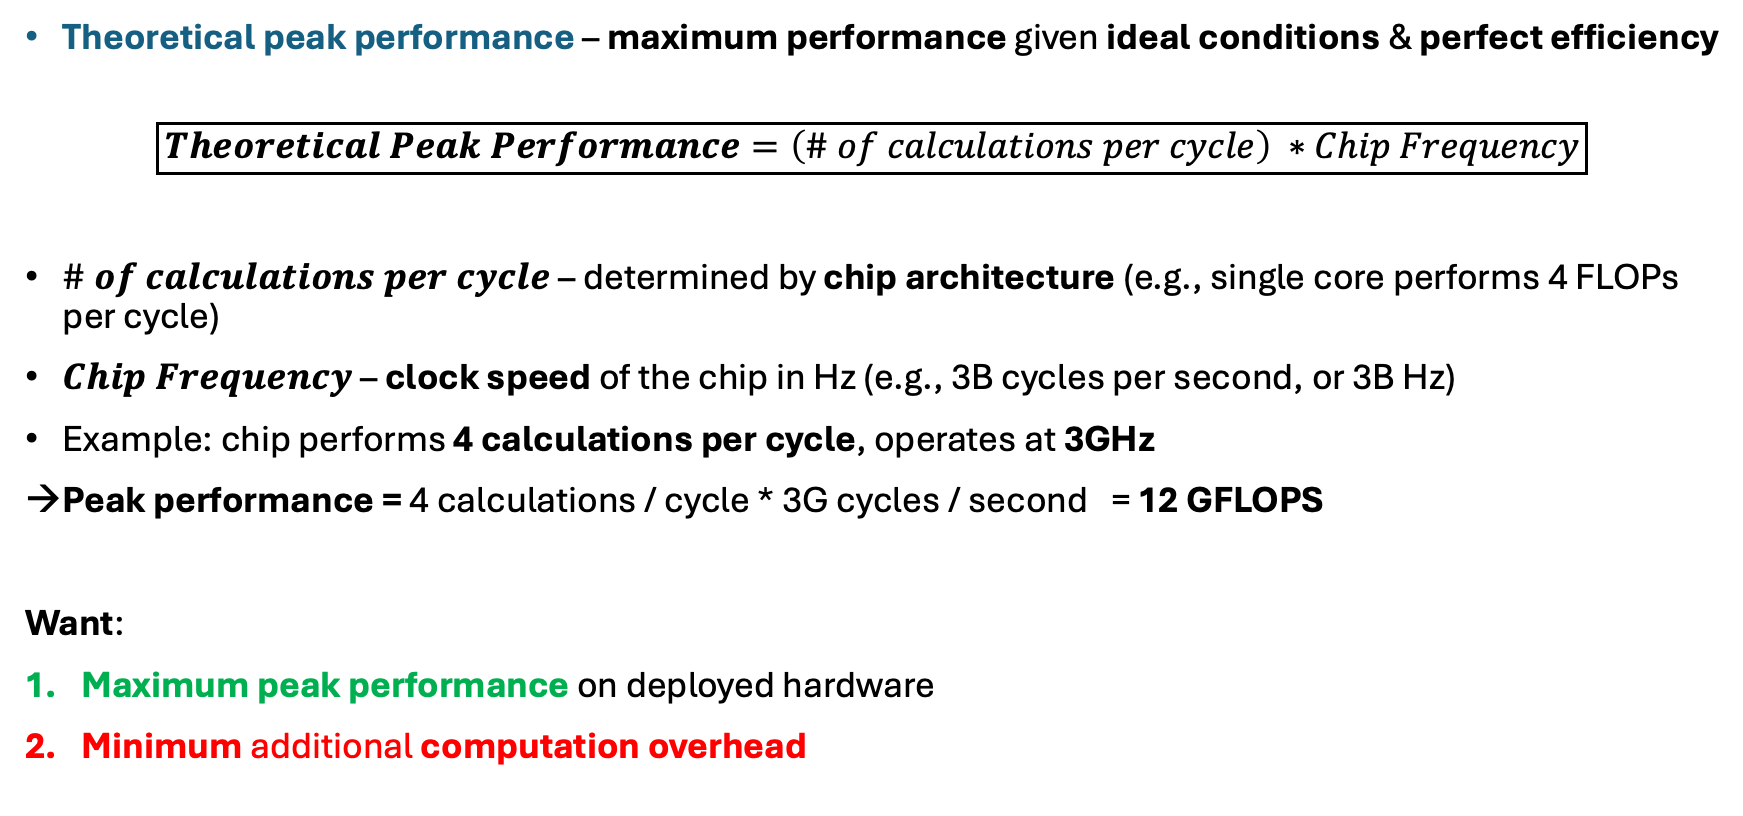 • Theoretical peak performance – maximum performance given ideal conditions & perfect efficiency
Theoretical Peak Performance = (# of calculations per cycle) * Chip Frequency
• # of calculations per cycle – determined by chip architecture (e.g., single core performs 4 FLOPs
per cycle)
• Chip Frequency – clock speed of the chip in Hz (e.g., 3B cycles per second, or 3B Hz)
• Example: chip performs 4 calculations per cycle, operates at 3GHz
→Peak performance = 4 calculations / cycle * 3G cycles / second = 12 GFLOPS
Want:
1. Maximum peak performance on deployed hardware
2. Minimum additional computation overhead